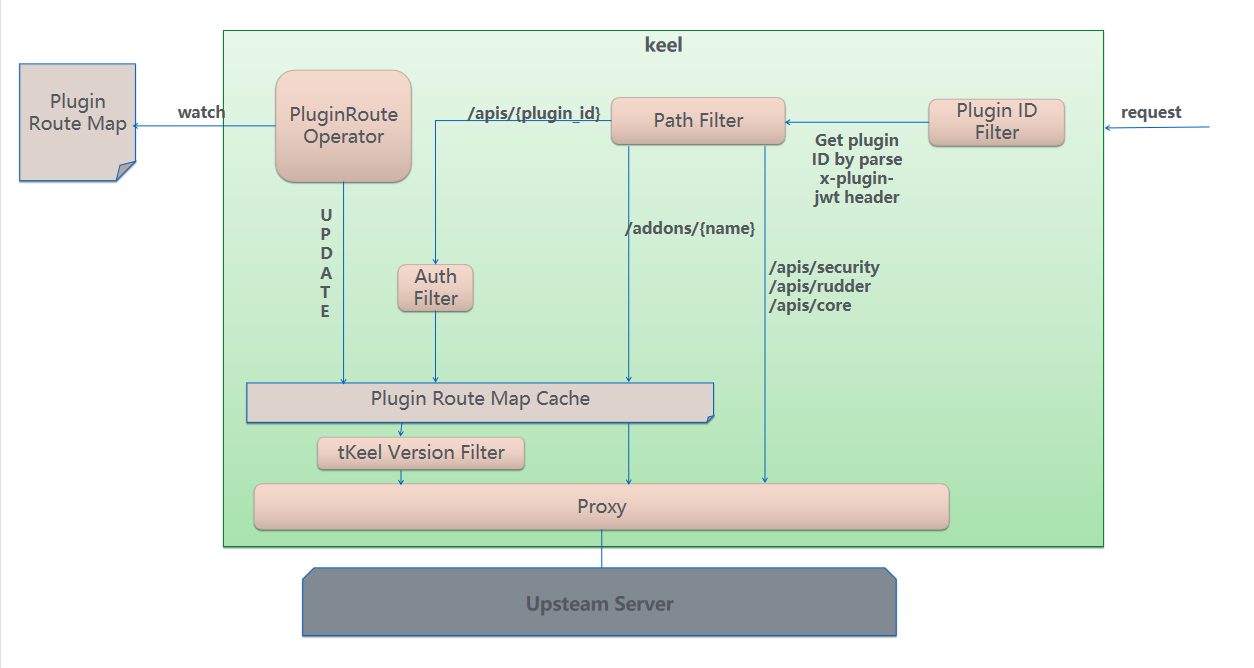 keel
Plugin
Route Map
watch
PluginRoute
Operator
/apis/{plugin_id}
Path Filter
Plugin ID
Filter
request
Get plugin
ID by parse
x-plugin-
jwt header
U
P
D
A
T
E
/addons/{name}
/apis/security
/apis/rudder
/apis/core
Auth
Filter
Plugin Route Map Cache
tKeel Version Filter
Proxy
Upsteam Server